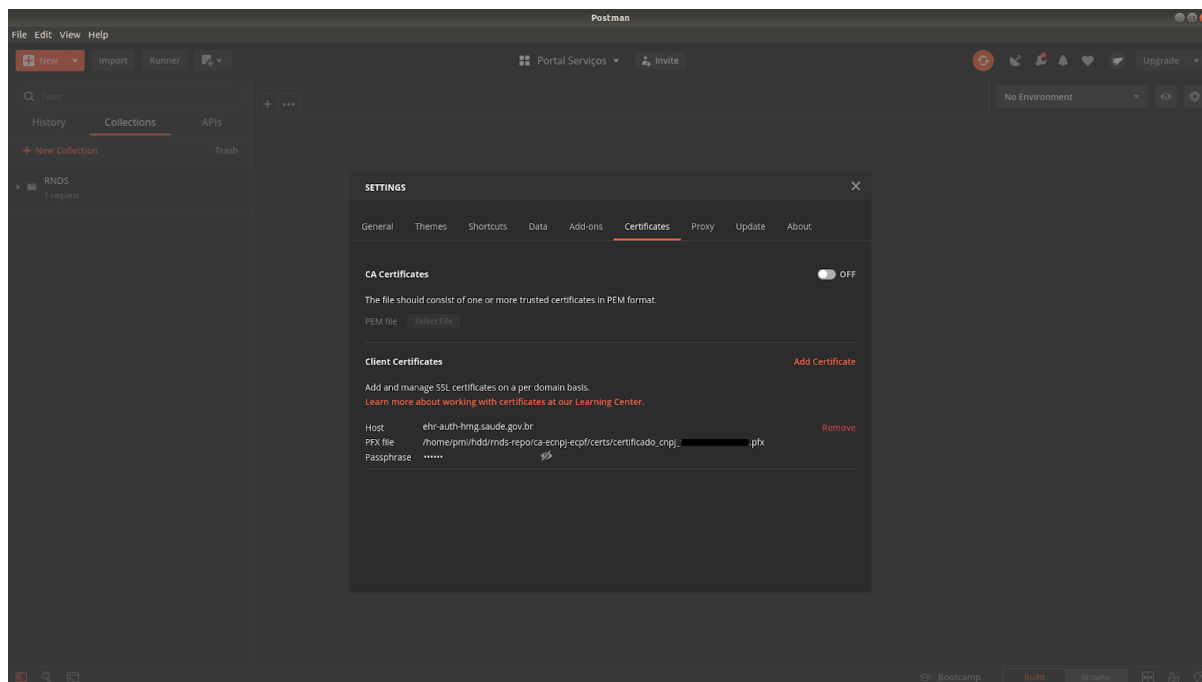 Postman
File Edit View Help
New Import Runner
Portal Serviços Invite
Upgrade
Filter
No Environment
History Collections APIs
+ New Collection Trash
RNDS
1 request
SETTINGS
General Themes Shortcuts Data Add-ons Certificates Proxy Update About
CA Certificates OFF
The file should consist of one or more trusted certificates in PEM format.
PEM file Select File
Client Certificates Add Certificate
Add and manage SSL certificates on a per domain basis.
Learn more about working with certificates at our Learning Center.
Host ehr-auth-hmg.saude.gov.br Remove
PFX file /home/pmi/hdd/rnds-repo/ca-ecnpj-ecpf/certs/certificado_cnpj_ .pfx
Passphrase ••••••
Bootcamp Build Browse